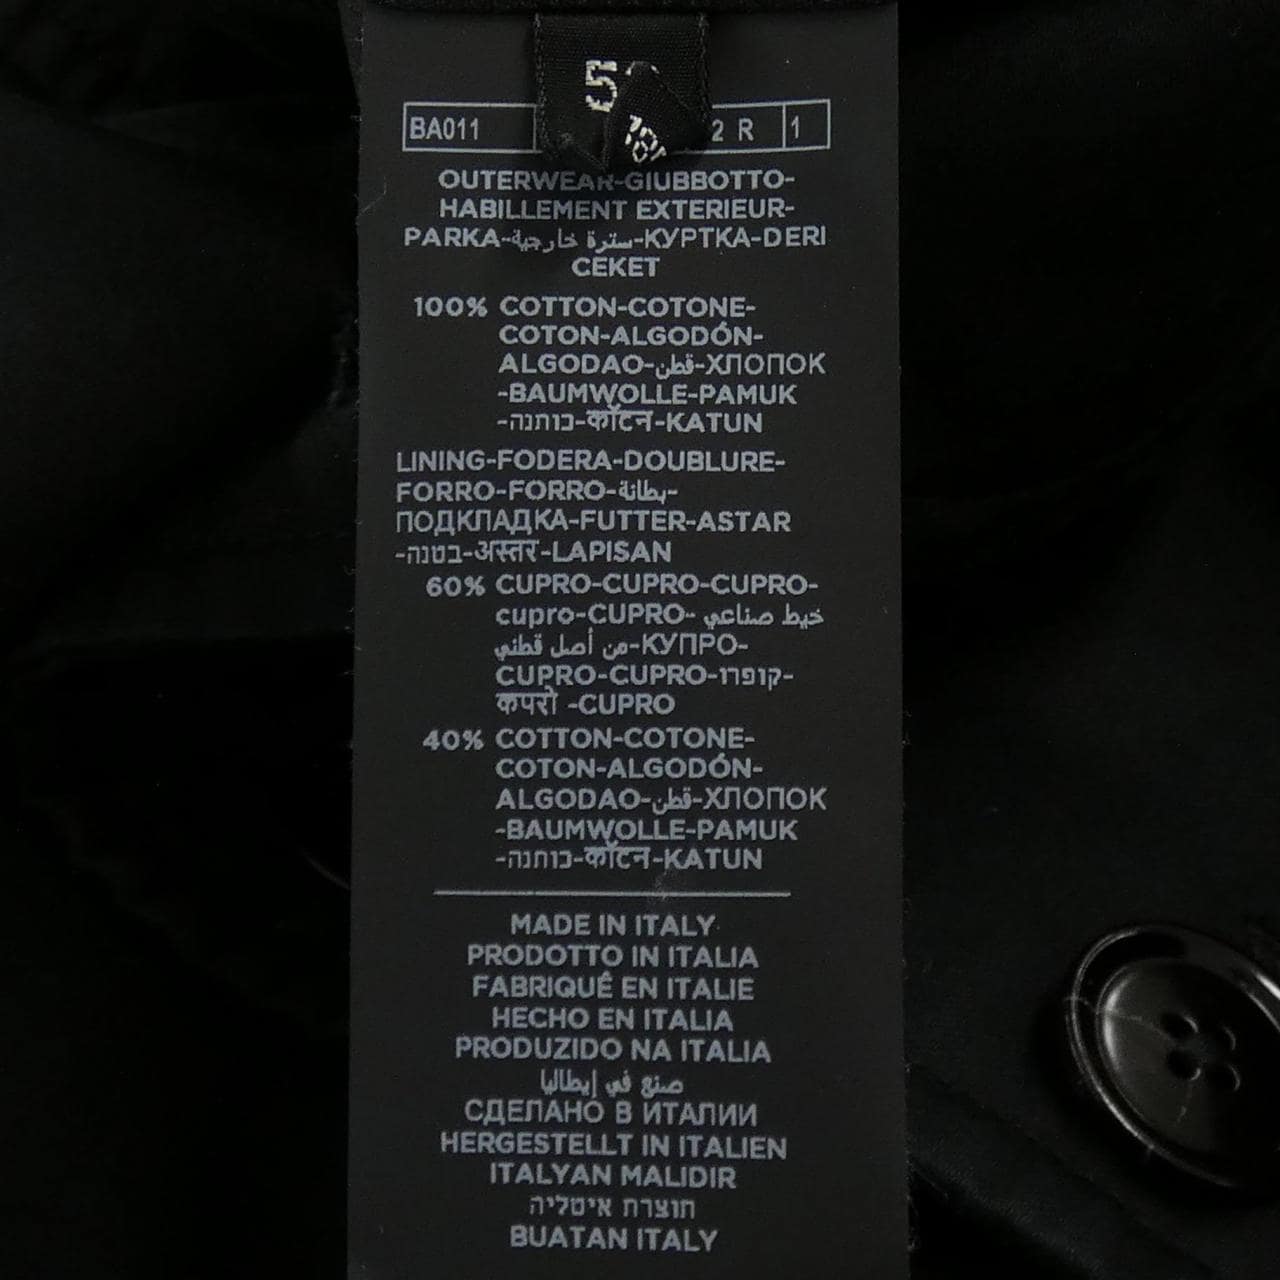 5
BA011 2 R 1
OUTERWEAR-GIUBBOTTO-
HABILLEMENT EXTERIEUR-
PARKA-سترة خارجية-КУРТКА-DERI
CEKET
100% COTTON-COTONE-
COTON-ALGODÓN-
ALGODAO-قطن-ХЛОПОК
-BAUMWOLLE-PAMUK
-כותנה-कॉटन-KATUN
LINING-FODERA-DOUBLURE-
FORRO-FORRO-بطانة-
ПОДКЛАДКА-FUTTER-ASTAR
-בטנה-अस्तर-LAPISAN
60% CUPRO-CUPRO-CUPRO-
cupro-CUPRO- خيط صناعي
من أصل قطني-КУПРО-
CUPRO-CUPRO-קופרו-
कपरो -CUPRO
40% COTTON-COTONE-
COTON-ALGODÓN-
ALGODAO-قطن-ХЛОПОК
-BAUMWOLLE-PAMUK
-כותנה-कॉटन-KATUN
MADE IN ITALY
PRODOTTO IN ITALIA
FABRIQUÉ EN ITALIE
HECHO EN ITALIA
PRODUZIDO NA ITALIA
صنع في إيطاليا
СДЕЛАНО В ИТАЛИИ
HERGESTELLT IN ITALIEN
ITALYAN MALIDIR
תוצרת איטליה
BUATAN ITALY